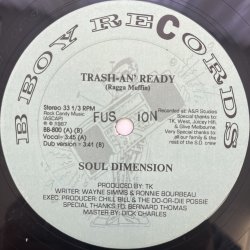 BBOY RECORDS
TRASH-AN' READY
(Ragga Muffin)
Stereo 33 1/3 RPM
Rock Candy Music
(ASCAP)
℗ © 1987
BB-800 (A) (B)
Vocal- 3:45 (A)
Dub version - 3:41 (B)
FUS ION
Recorded at: A&R Studios
Special thanks to:
TK, West, Juicey Hill,
& Clive Melbourne.
Very Special thanks to
all our family & the
rest of the S.D. crew
SOUL DIMENSION
PRODUCED BY: TK
WRITER: WAYNE SIMMS & RONNIE BOURBEAU
EXEC. PRODUCER: CHILL BILL & THE DO-OR-DIE POSSIE
SPECIAL THANKS TO: BERNARD THOMAS
MASTER BY: DICK CHARLES